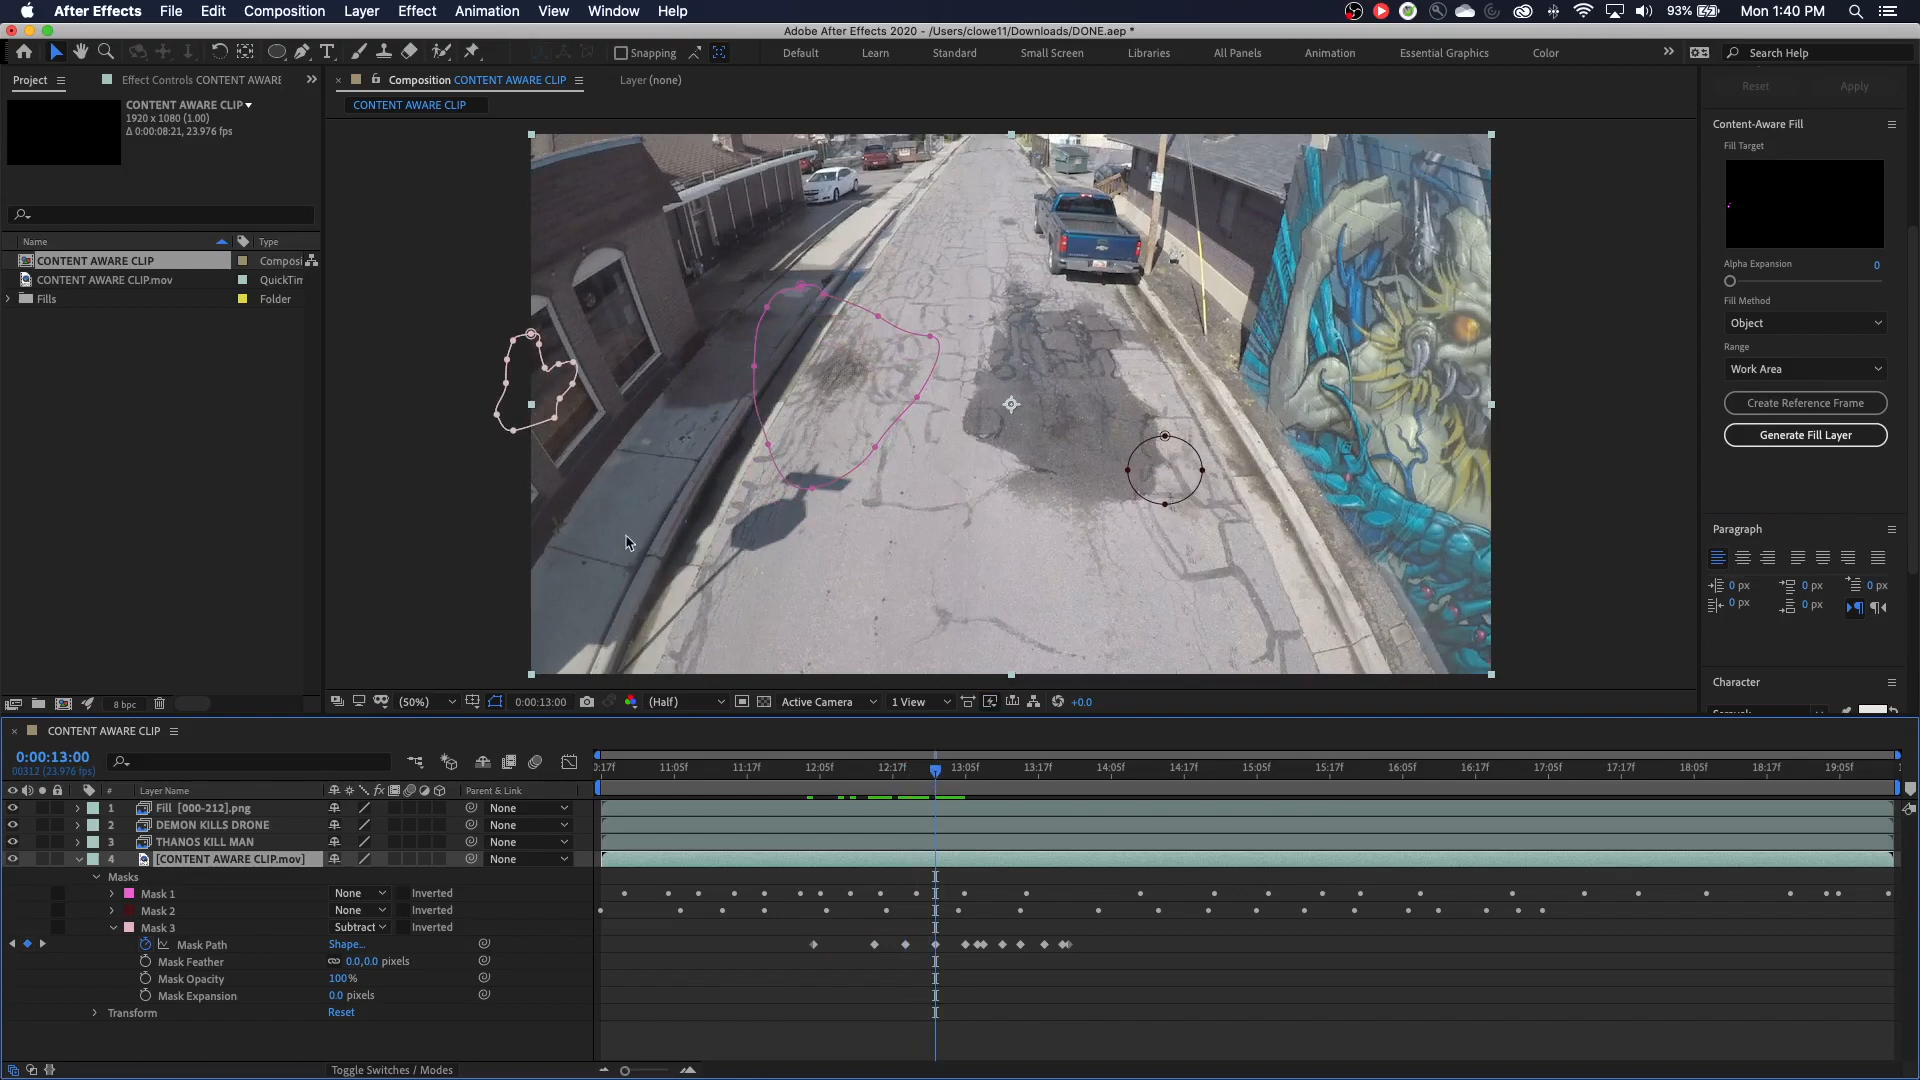 After Effects File Edit Composition Layer Effect Animation View Window Help 93% Mon 1:40 PM
Adobe After Effects 2020 - /Users/clowe11/Downloads/DONE.aep *
Snapping Default Learn Standard Small Screen Libraries All Panels Animation Essential Graphics Color Search Help
Project Effect Controls CONTENT AWARE
Composition CONTENT AWARE CLIP Layer (none)
CONTENT AWARE CLIP
CONTENT AWARE CLIP
1920 x 1080 (1.00)
Δ 0:00:08:21, 23.976 fps
Name Type
CONTENT AWARE CLIP Composi
CONTENT AWARE CLIP.mov QuickTim
Fills Folder
8 bpc
(50%) 0:00:13:00 (Half) Active Camera 1 View +0.0
Reset Apply
Content-Aware Fill
Fill Target
Alpha Expansion 0
Fill Method
Object
Range
Work Area
Create Reference Frame
Generate Fill Layer
Paragraph
0 px 0 px 0 px
0 px 0 px
Character
CONTENT AWARE CLIP
0:00:13:00
00312 (23.976 fps)
0:17f 11:05f 11:17f 12:05f 12:17f 13:05f 13:17f 14:05f 14:17f 15:05f 15:17f 16:05f 16:17f 17:05f 17:17f 18:05f 18:17f 19:05f
# Layer Name fx Parent & Link
1 Fill [000-212].png None
2 DEMON KILLS DRONE None
3 THANOS KILL MAN None
4 [CONTENT AWARE CLIP.mov] None
Masks
Mask 1 None Inverted
Mask 2 None Inverted
Mask 3 Subtract Inverted
Mask Path Shape...
Mask Feather 0.0,0.0 pixels
Mask Opacity 100%
Mask Expansion 0.0 pixels
Transform Reset
Toggle Switches / Modes